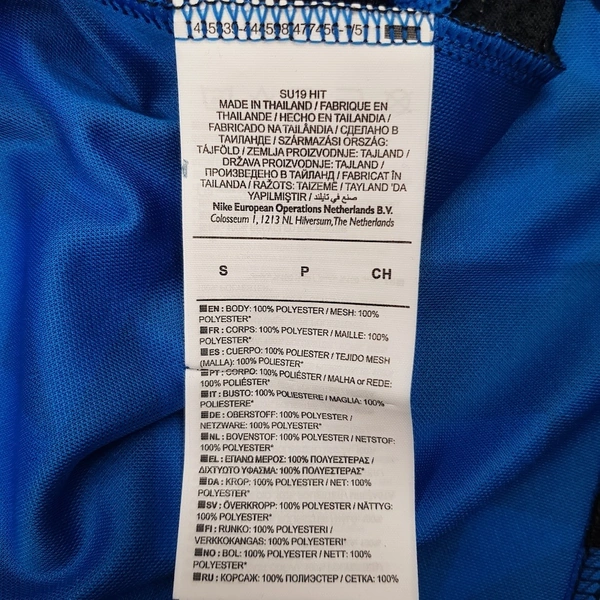 SU19 HIT
MADE IN THAILAND / FABRIQUE EN
THAILANDE / HECHO EN TAILANDIA /
FABRICADO NA TAILÂNDIA / СДЕЛАНО В
ТАИЛАНДЕ / SZÁRMAZÁSI ORSZÁG:
TÁJFÖLD / ZEMLJA PROIZVODNJE: TAJLAND /
DRŽAVA PROIZVODNJE: TAJLAND /
ПРОИЗВЕДЕНО В ТАЙЛАНД / FABRICAT ÎN
TAILANDA / RAŽOTS: TAIZEMĒ / TAYLAND 'DA
YAPILMIŞTIR / صنع في تايلند
Nike European Operations Netherlands B.V.
Colosseum 1, 1213 NL Hilversum, The Netherlands
S P CH
EN : BODY: 100% POLYESTER / MESH: 100%
POLYESTER*
FR : CORPS: 100% POLYESTER / MAILLE: 100%
POLYESTER*
ES : CUERPO: 100% POLIESTER / TEJIDO MESH
(MALLA): 100% POLIESTER*
PT : CORPO: 100% POLIÉSTER / MALHA or REDE:
100% POLIÉSTER*
IT : BUSTO: 100% POLIESTERE / MAGLIA: 100%
POLIESTERE*
DE : OBERSTOFF: 100% POLYESTER /
NETZWARE: 100% POLYESTER*
NL : BOVENSTOF: 100% POLYESTER / NETSTOF:
100% POLYESTER*
EL : ΕΠΑΝΩ ΜΕΡΟΣ: 100% ΠΟΛΥΕΣΤΕΡΑΣ /
ΔΙΧΤΥΩΤΟ ΥΦΑΣΜΑ: 100% ΠΟΛΥΕΣΤΕΡΑΣ*
DA : KROP: 100% POLYESTER / NET: 100%
POLYESTER*
SV : ÖVERKROPP: 100% POLYESTER / NÄTTYG:
100% POLYESTER*
FI : RUNKO: 100% POLYESTERI /
VERKKOKANGAS: 100% POLYESTERI*
NO : BOL: 100% POLYESTER / NETT: 100%
POLYESTER*
RU : КОРСАЖ: 100% ПОЛИЭСТЕР / СЕТКА: 100%